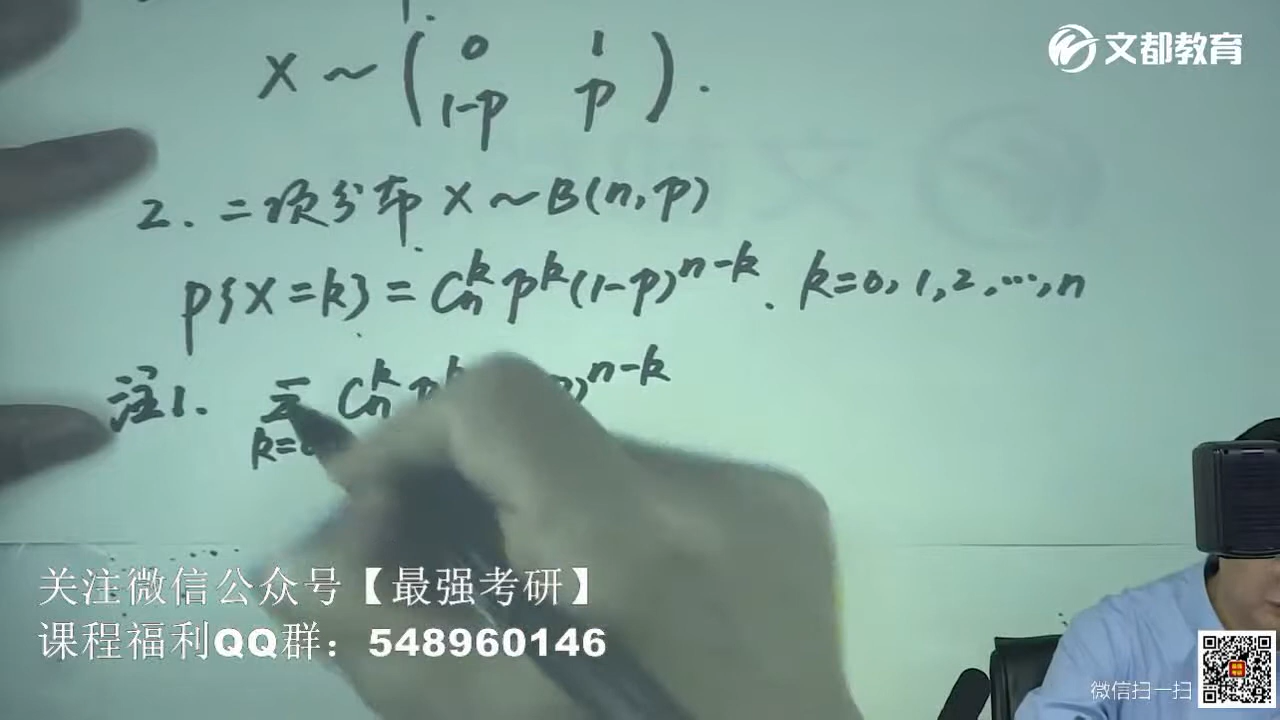 文都教育
X ~ ( 0 1
1-p p ).
2. 二项分布 X ~ B(n, p)
P{X = k} = C_n^k p^k (1-p)^{n-k}. k=0, 1, 2, …, n
注1. C_n^k n-k
k=
关注微信公众号【最强考研】
课程福利QQ群：548960146
微信扫一扫